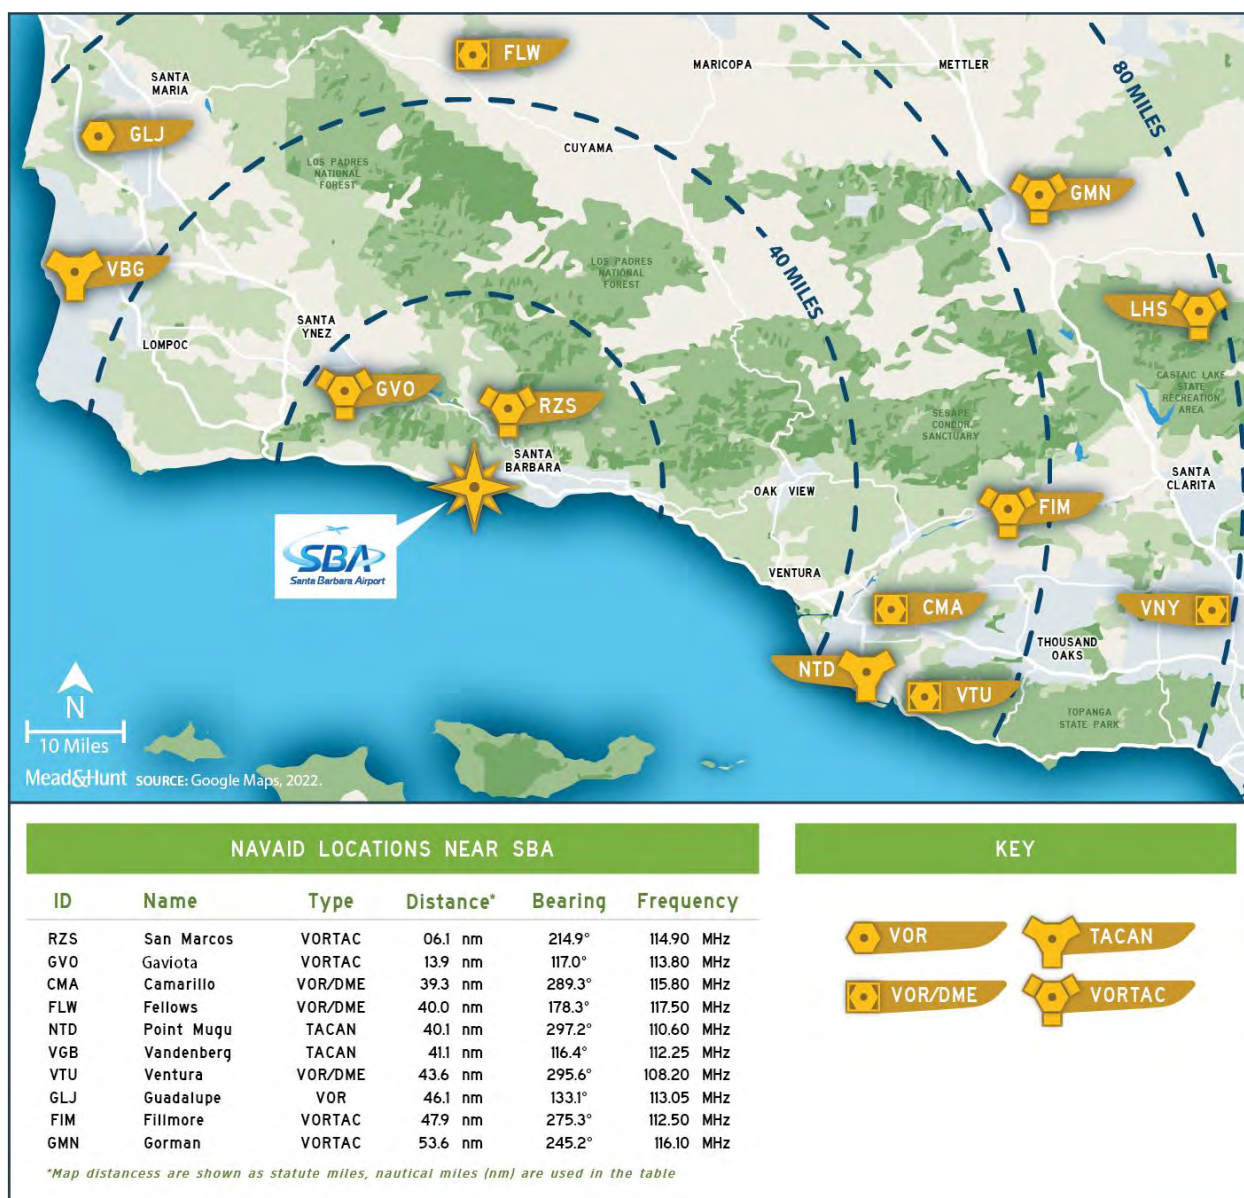 FLW
MARICOPA
METTLER
80 MILES
SANTA
MARIA
GLJ
CUYAMA
LOS PADRES
NATIONAL
FOREST
GMN
VBG
LOS PADRES
NATIONAL
FOREST
40 MILES
LHS
SANTA
YNEZ
LOMPOC
GVO
RZS
CASTAIC LAKE
STATE
RECREATION
AREA
SESAPE
CONDOR
SANCTUARY
SANTA
BARBARA
SANTA
CLARITA
OAK VIEW
FIM
SBA
Santa Barbara Airport
VENTURA
CMA
VNY
THOUSAND
OAKS
NTD
VTU
TOPANGA
STATE PARK
N
10 Miles
Mead&Hunt SOURCE: Google Maps, 2022.
NAVAID LOCATIONS NEAR SBA
ID Name Type Distance* Bearing Frequency
RZS San Marcos VORTAC 06.1 nm 214.9° 114.90 MHz
GVO Gaviota VORTAC 13.9 nm 117.0° 113.80 MHz
CMA Camarillo VOR/DME 39.3 nm 289.3° 115.80 MHz
FLW Fellows VOR/DME 40.0 nm 178.3° 117.50 MHz
NTD Point Mugu TACAN 40.1 nm 297.2° 110.60 MHz
VGB Vandenberg TACAN 41.1 nm 116.4° 112.25 MHz
VTU Ventura VOR/DME 43.6 nm 295.6° 108.20 MHz
GLJ Guadalupe VOR 46.1 nm 133.1° 113.05 MHz
FIM Fillmore VORTAC 47.9 nm 275.3° 112.50 MHz
GMN Gorman VORTAC 53.6 nm 245.2° 116.10 MHz
*Map distancess are shown as statute miles, nautical miles (nm) are used in the table
KEY
VOR
TACAN
VOR/DME
VORTAC